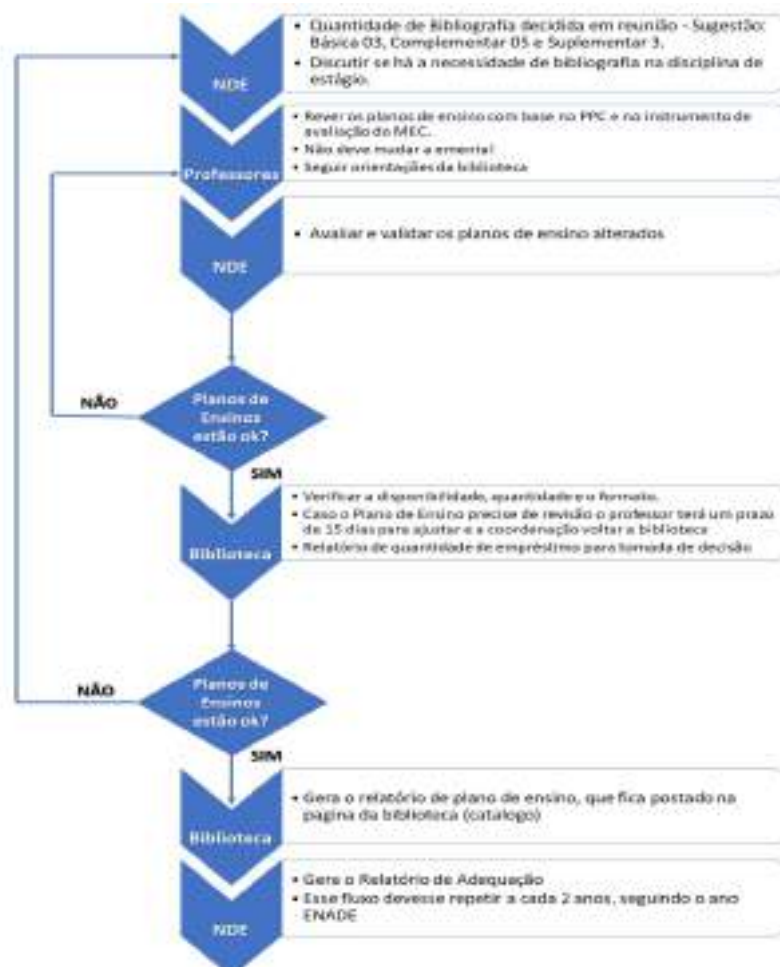 • Quantidade de Bibliografia decidida em reunião - Sugestão:
Básica 03, Complementar 05 e Suplementar 3.
• Discutir se há a necessidade de bibliografia na disciplina de
estágio.
NDE
• Rever os planos de ensino com base no PPC e no instrumento de
avaliação do MEC.
• Não deve mudar a ementa!
• Seguir orientações da biblioteca
Professores
• Avaliar e validar os planos de ensino alterados
NDE
Planos de
Ensinos
estão ok?
NÃO
SIM
• Verificar a disponibilidade, quantidade e o formato.
• Caso o Plano de Ensino precise de revisão o professor terá um prazo
de 15 dias para ajustar e a coordenação voltar a biblioteca
• Relatório de quantidade de empréstimo para tomada de decisão
Biblioteca
Planos de
Ensinos
estão ok?
NÃO
SIM
• Gera o relatório de plano de ensino, que fica postado na
pagina da biblioteca (catalogo)
Biblioteca
• Gera o Relatório de Adequação
• Esse fluxo devesse repetir a cada 2 anos, seguindo o ano
ENADE
NDE